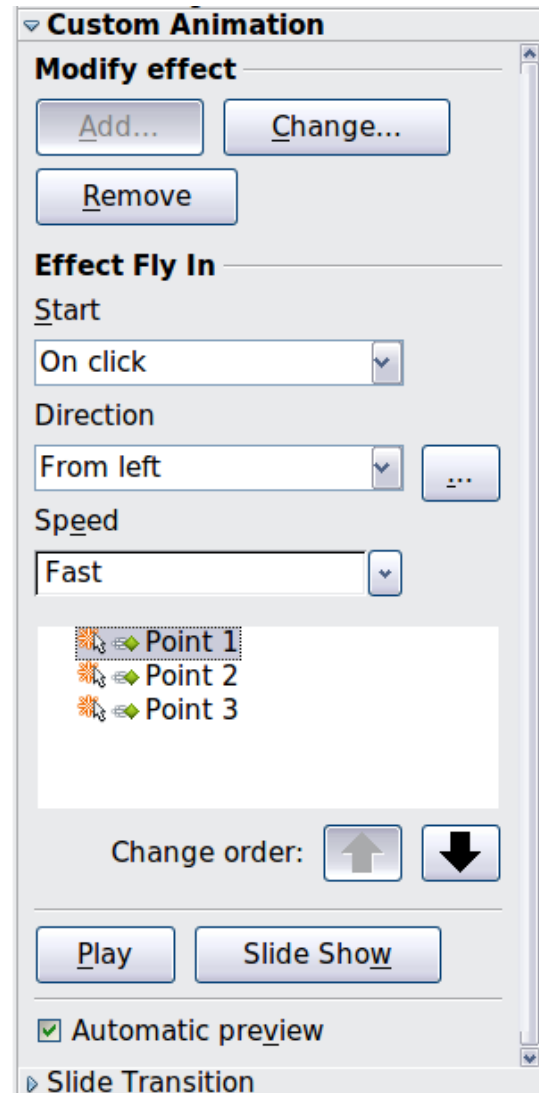 Custom Animation
Modify effect
Add... Change...
Remove
Effect Fly In
Start
On click
Direction
From left ...
Speed
Fast
Point 1
Point 2
Point 3
Change order:
Play Slide Show
Automatic preview
Slide Transition